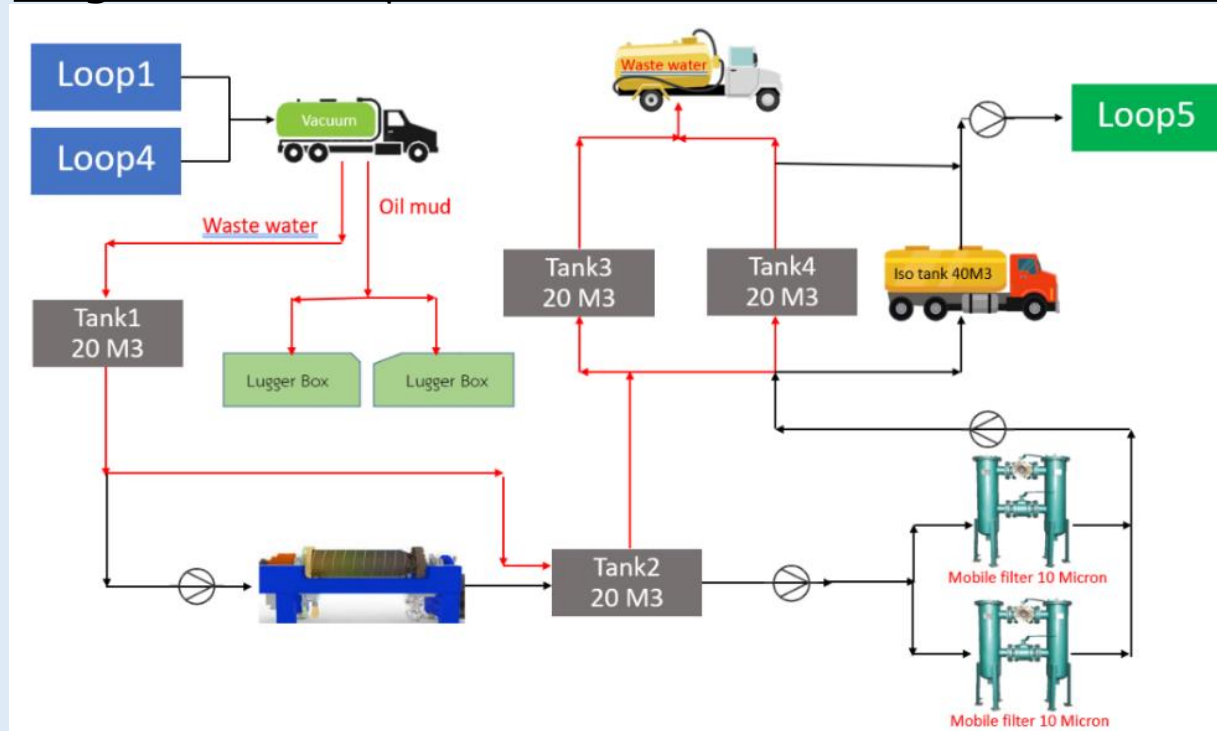 Loop1
Loop4
Vacuum
Waste water
Oil mud
Waste water
Loop5
Tank1
20 M3
Lugger Box
Lugger Box
Tank3
20 M3
Tank4
20 M3
Iso tank 40M3
Tank2
20 M3
Mobile filter 10 Micron
Mobile filter 10 Micron